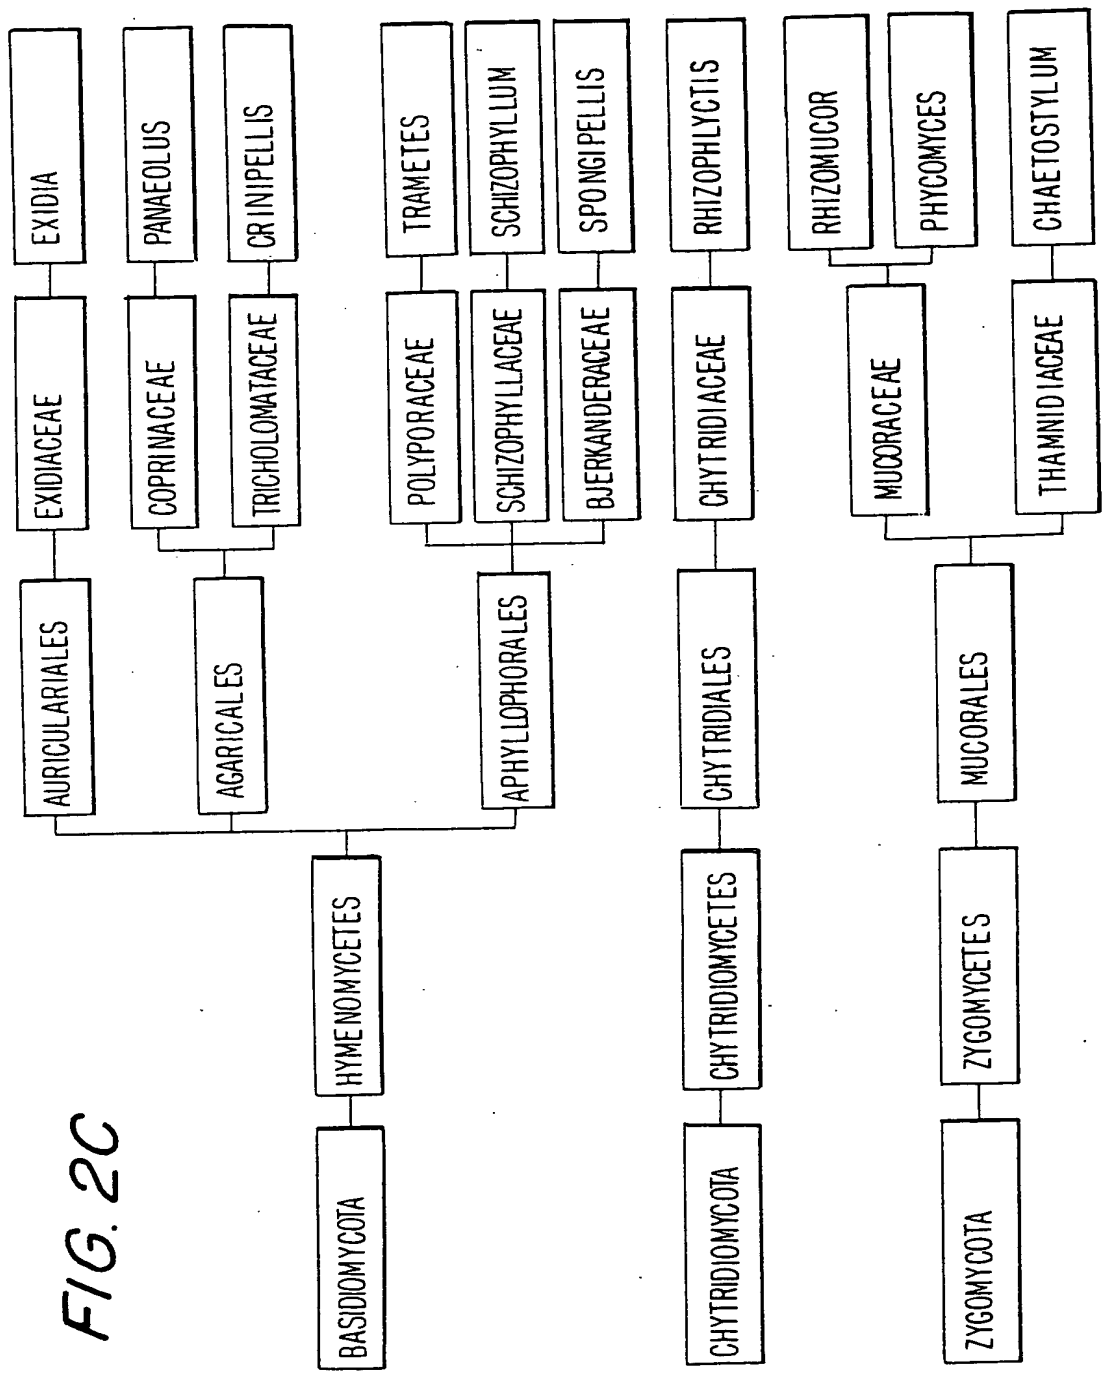 FIG. 2C
BASIDIOMYCOTA
HYMENOMYCETES
AURICULARIALES
EXIDIACEAE
EXIDIA
AGARICALES
COPRINACEAE
PANAEOLUS
TRICHOLOMATACEAE
CRINIPELLIS
APHYLLOPHORALES
POLYPORACEAE
TRAMETES
SCHIZOPHYLLACEAE
SCHIZOPHYLLUM
BJERKANDERACEAE
SPONGIPELLIS
CHYTRIDIOMYCOTA
CHYTRIDIOMYCETES
CHYTRIDIALES
CHYTRIDIACEAE
RHIZOPHLYCTIS
ZYGOMYCOTA
ZYGOMYCETES
MUCORALES
MUCORACEAE
RHIZOMUCOR
PHYCOMYCES
THAMNIDIACEAE
CHAETOSTYLUM